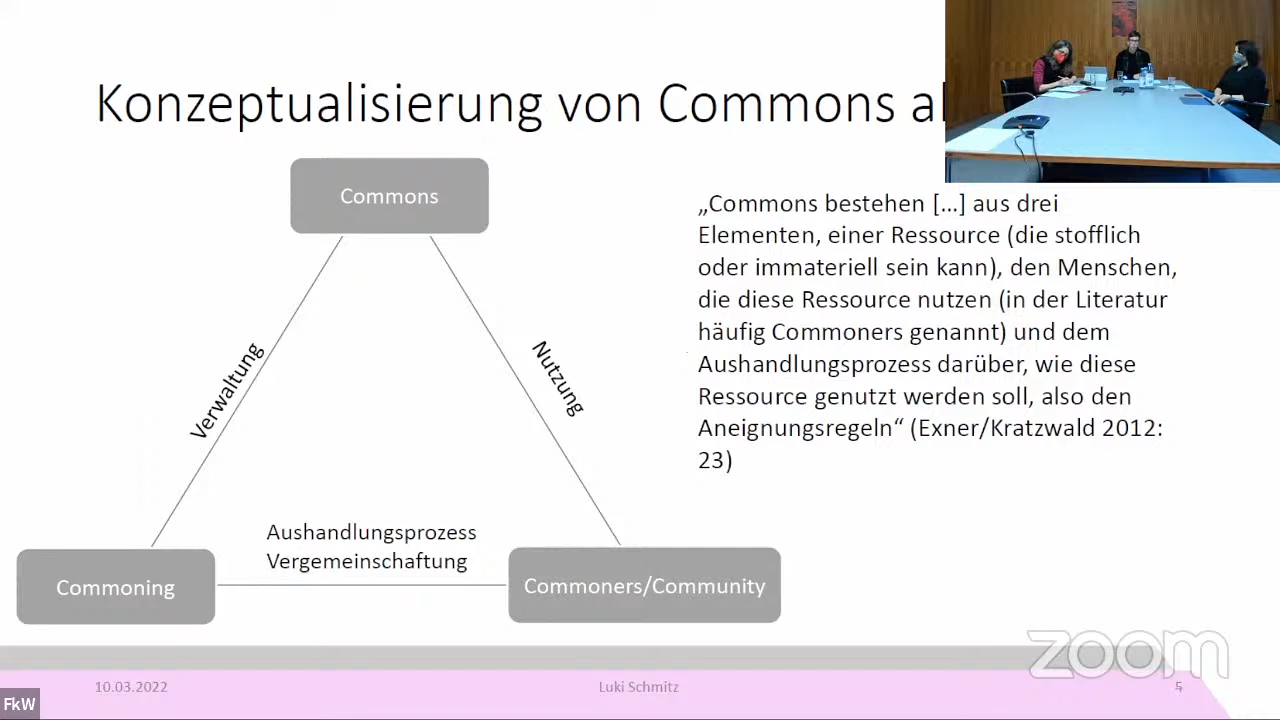 Konzeptualisierung von Commons
Commons
Verwaltung
Nutzung
Aushandlungsprozess
Vergemeinschaftung
Commoning
Commoners/Community
„Commons bestehen [...] aus drei
Elementen, einer Ressource (die stofflich
oder immateriell sein kann), den Menschen,
die diese Ressource nutzen (in der Literatur
häufig Commoners genannt) und dem
Aushandlungsprozess darüber, wie diese
Ressource genutzt werden soll, also den
Aneignungsregeln“ (Exner/Kratzwald 2012:
23)
zoom
10.03.2022
Luki Schmitz
5
FkW